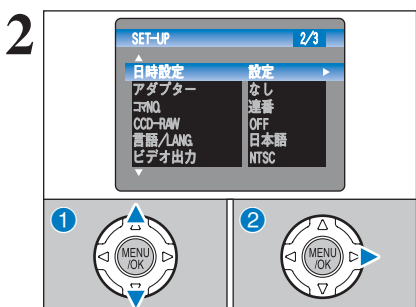 2
SET-UP 2/3
日時設定 設定
アダプター なし
コマNO. 連番
CCD-RAW OFF
言語/LANG. 日本語
ビデオ出力 NTSC
1
MENU
/OK
2
MENU
/OK